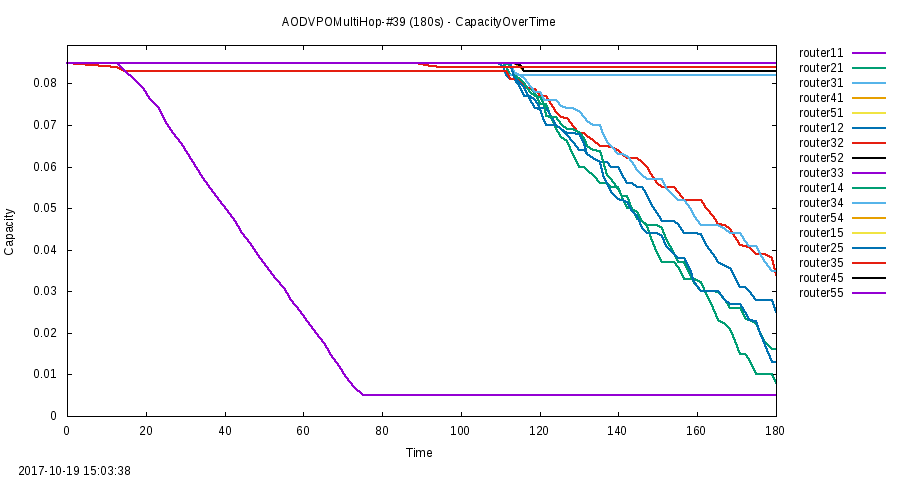 AODVPOMultiHop-#39 (180s) - CapacityOverTime
Capacity
0.08
0.07
0.06
0.05
0.04
0.03
0.02
0.01
0
0 20 40 60 80 100 120 140 160 180
Time
router11
router21
router31
router41
router51
router12
router32
router52
router33
router14
router34
router54
router15
router25
router35
router45
router55
2017-10-19 15:03:38